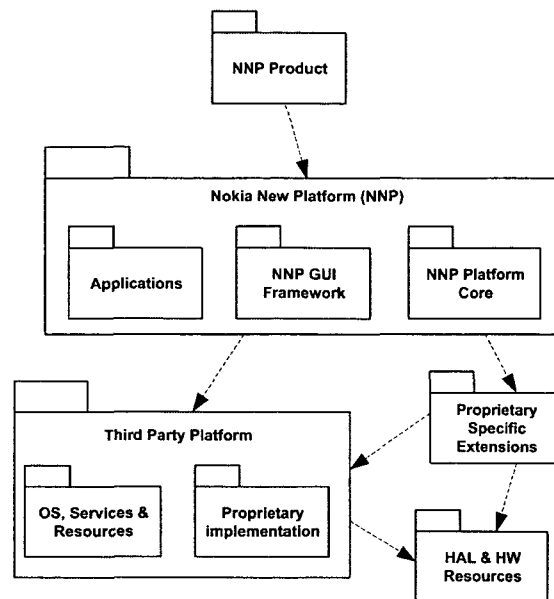 NNP Product
Nokia New Platform (NNP)
Applications
NNP GUI
Framework
NNP Platform
Core
Third Party Platform
OS, Services &
Resources
Proprietary
implementation
Proprietary
Specific
Extensions
HAL & HW
Resources